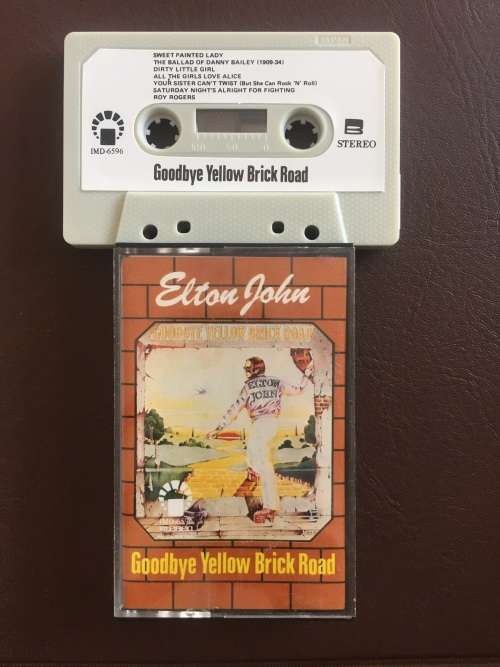 JAPAN
SWEET PAINTED LADY
THE BALLAD OF DANNY BAILEY (1909-34)
DIRTY LITTLE GIRL
ALL THE GIRLS LOVE ALICE
YOUR SISTER CAN'T TWIST (But She Can Rock 'N' Roll)
SATURDAY NIGHT'S ALRIGHT FOR FIGHTING
ROY ROGERS
IMD-6596
B
STEREO
Goodbye Yellow Brick Road
Elton John
GOODBYE YELLOW BRICK ROAD
ELTON
JOHN
STEREO
Goodbye Yellow Brick Road